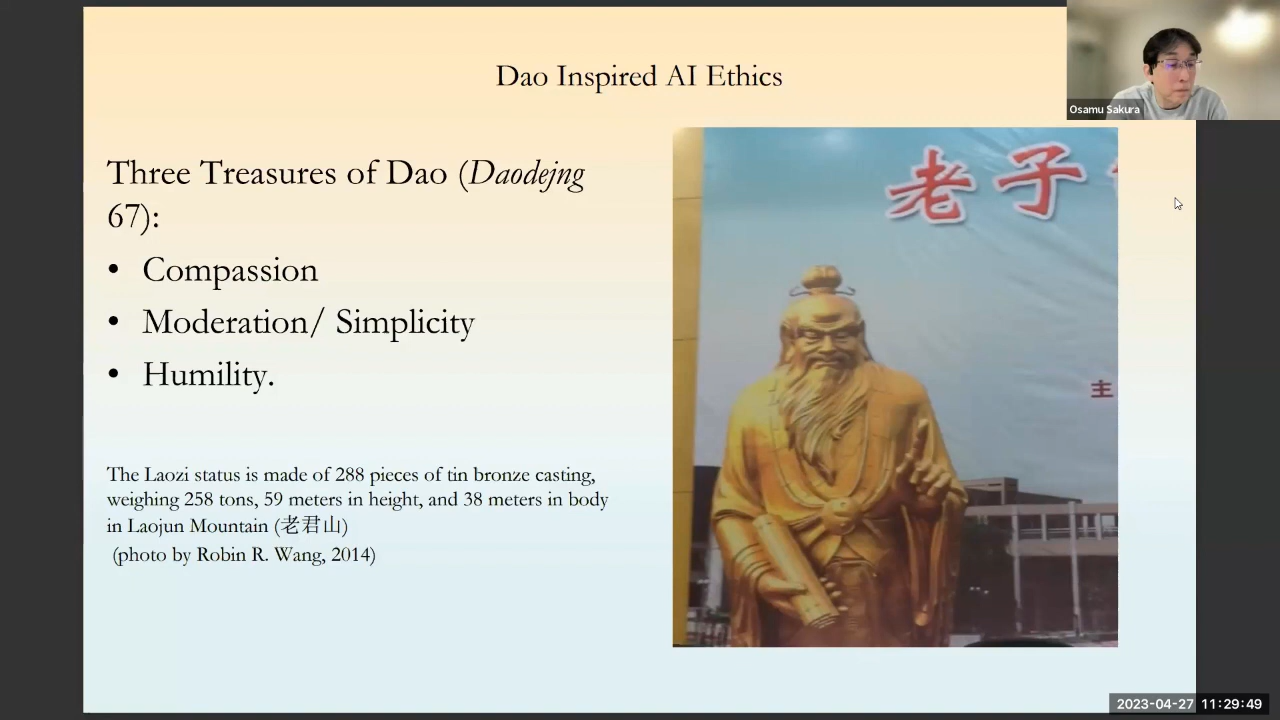 Dao Inspired AI Ethics
Osamu Sakura
Three Treasures of Dao (Daodejng
67):
• Compassion
• Moderation/ Simplicity
• Humility.
老子
主
The Laozi status is made of 288 pieces of tin bronze casting,
weighing 258 tons, 59 meters in height, and 38 meters in body
in Laojun Mountain (老君山)
(photo by Robin R. Wang, 2014)
2023-04-27 11:29:49